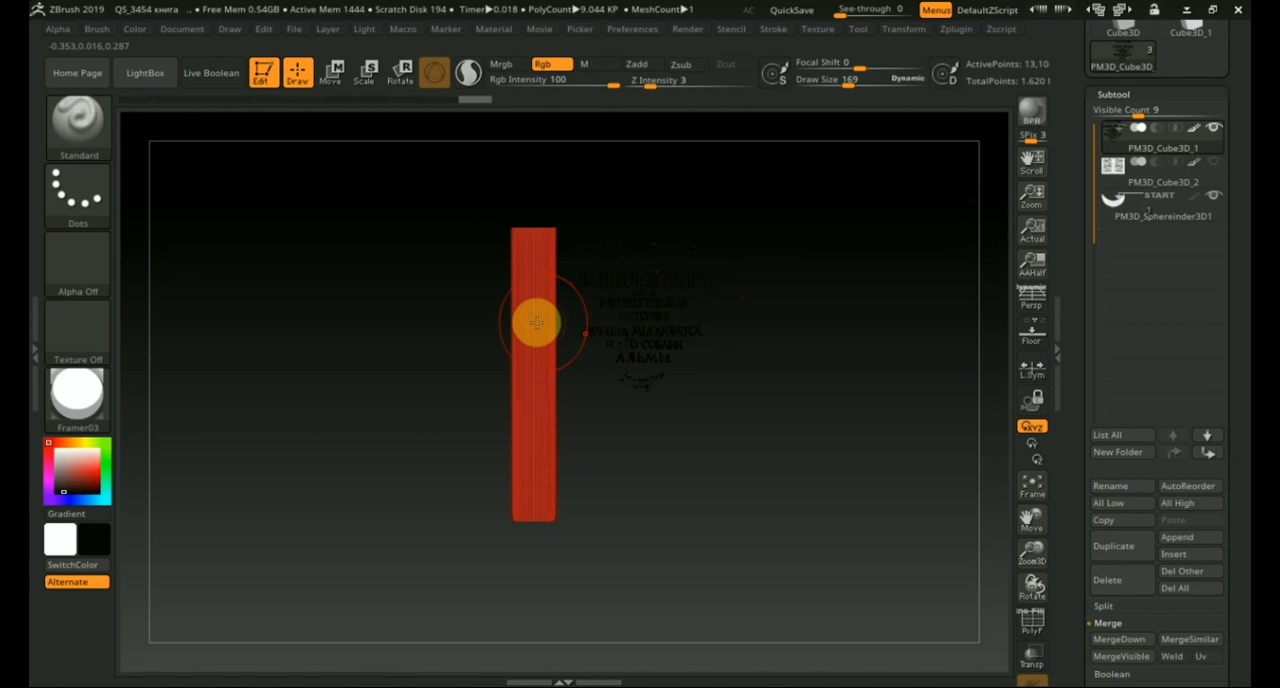 ZBrush 2019 QS_3454 книга .. • Free Mem 0.54GB • Active Mem 1444 • Scratch Disk 194 • Timer▶0.018 • PolyCount▶9.044 KP • MeshCount▶1 AC QuickSave See-through 0 Menus DefaultZScript
Alpha Brush Color Document Draw Edit File Layer Light Macro Marker Material Movie Picker Preferences Render Stencil Stroke Texture Tool Transform Zplugin Zscript
-0.353,0.016,0.287
Home Page LightBox Live Boolean Edit Draw Move Scale Rotate
Mrgb Rgb M Zadd Zsub
Rgb Intensity 100 Z Intensity 3
Focal Shift 0
Draw Size 169 Dynamic
ActivePoints: 13,10
TotalPoints: 1.620
Standard
Dots
Alpha Off
Texture Off
Framer03
Gradient
SwitchColor
Alternate
BPR
SPix 3
Scroll
Zoom
Actual
AAHalf
Dynamic
Persp
Floor
L.Sym
XYZ
Frame
Move
Zoom3D
Rotate
PolyF
Transp
Cube3D Cube3D_1
3
PM3D_Cube3D_
Subtool
Visible Count 9
PM3D_Cube3D_1
PM3D_Cube3D_2
START
PM3D_Sphereinder3D1
List All
New Folder
Rename AutoReorder
All Low All High
Copy Paste
Duplicate Append
Insert
Delete Del Other
Del All
Split
Merge
MergeDown MergeSimilar
MergeVisible Weld Uv
Boolean